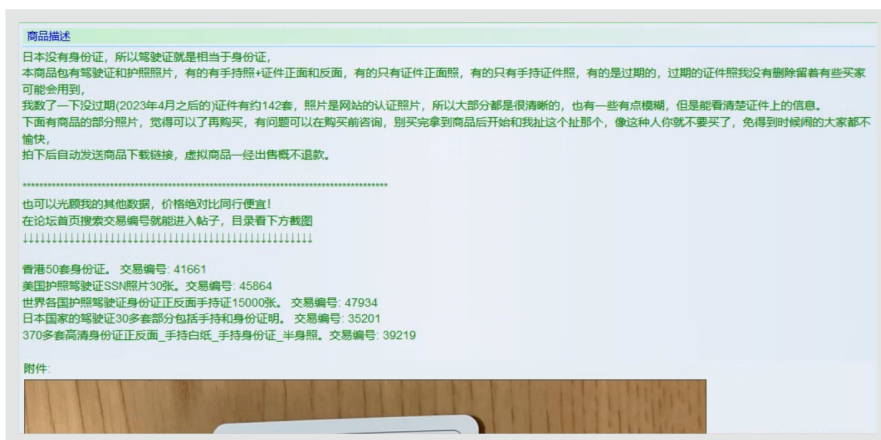 商品描述
日本没有身份证，所以驾驶证就是相当于身份证，
本商品包有驾驶证和护照照片，有的有手持照+证件正面和反面，有的只有证件正面照，有的只有手持证件照，有的是过期的，过期的证件照我没有删除留着有些买家
可能会用到，
我数了一下没过期(2023年4月之后的)证件有约142套，照片是网站的认证照片，所以大部分都是很清晰的，也有一些有点模糊，但是能看清楚证件上的信息。
下面有商品的部分照片，觉得可以了再购买，有问题可以在购买前咨询，别买完拿到商品后开始和我扯这个扯那个，像这种人你就不要买了，免得到时候闹的大家都不
愉快，
拍下后自动发送商品下载链接，虚拟商品一经出售概不退款。
**********************************************************************************************
也可以光顾我的其他数据，价格绝对比同行便宜！
在论坛首页搜索交易编号就能进入帖子，目录看下方截图
↓↓↓↓↓↓↓↓↓↓↓↓↓↓↓↓↓↓↓↓↓↓↓↓↓↓↓↓↓↓↓↓↓↓↓↓↓↓↓↓↓↓↓↓↓↓↓↓
香港50套身份证。 交易编号: 41661
美国护照驾驶证SSN照片30张。交易编号: 45864
世界各国护照驾驶证身份证正反面手持证15000张。 交易编号: 47934
日本国家的驾驶证30多套部分包括手持和身份证明。 交易编号: 35201
370多套高清身份证正反面_手持白纸_手持身份证_半身照。交易编号: 39219
附件: